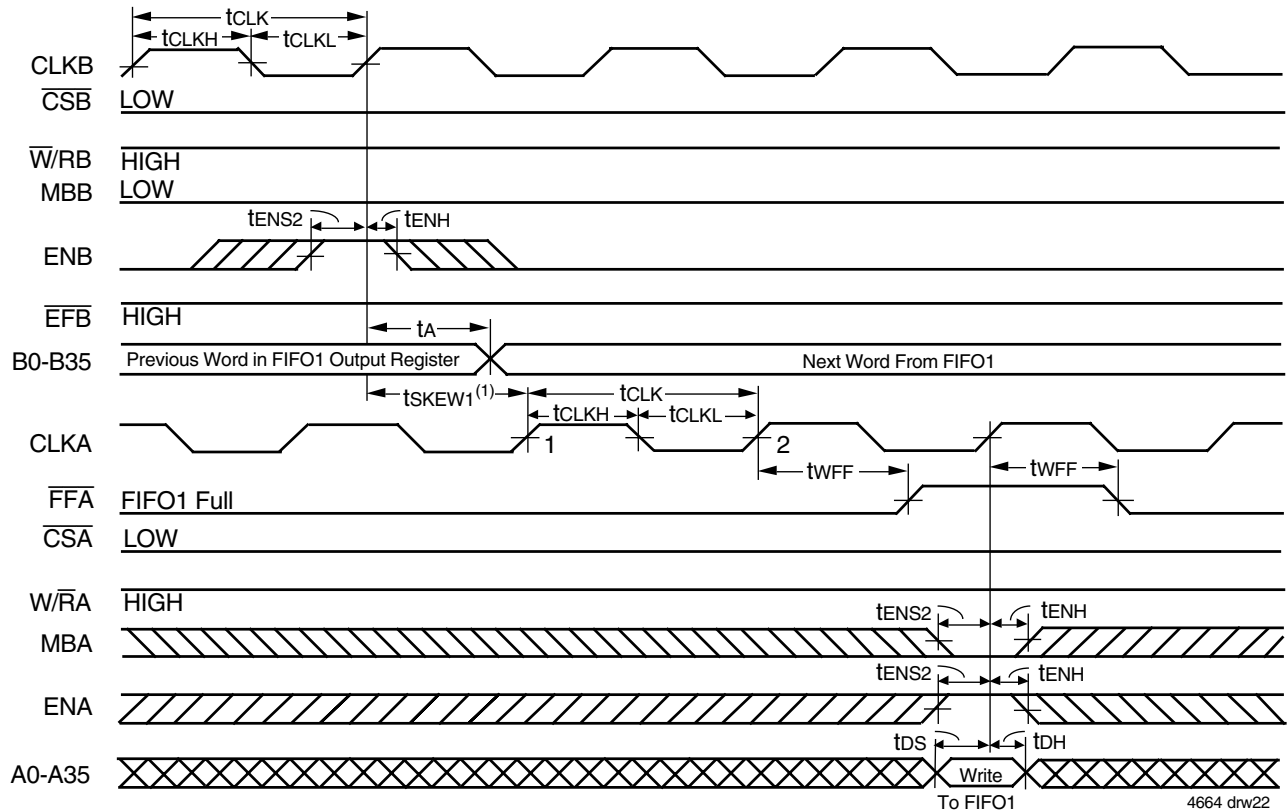 tCLK
tCLKH tCLKL
CLKB
CSB LOW
W/RB HIGH
MBB LOW
tENS2 tENH
ENB
EFB HIGH
tA
B0-B35 Previous Word in FIFO1 Output Register Next Word From FIFO1
tSKEW1(1) tCLK
tCLKH tCLKL
CLKA 1 2
tWFF tWFF
FFA FIFO1 Full
CSA LOW
W/RA HIGH
tENS2 tENH
MBA
tENS2 tENH
ENA
tDS tDH
A0-A35 Write
To FIFO1 4664 drw22